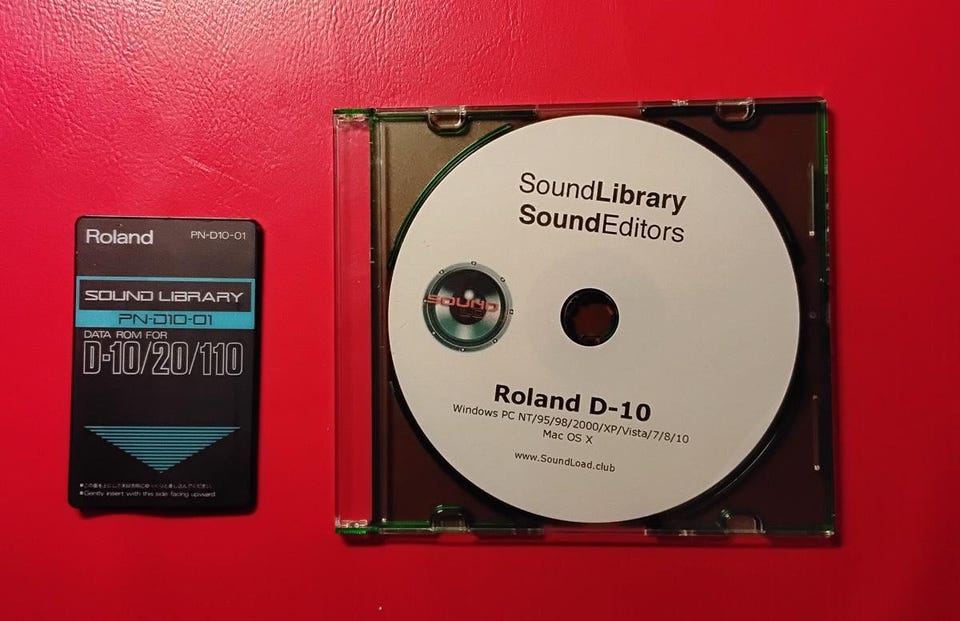 Roland PN-D10-01
SOUND LIBRARY
PN-D10-01
DATA ROM FOR
D-10/20/110
●Gently insert with this side facing upward.
SoundLibrary
SoundEditors
SOUND
Roland D-10
Windows PC NT/95/98/2000/XP/Vista/7/8/10
Mac OS X
www.SoundLoad.club